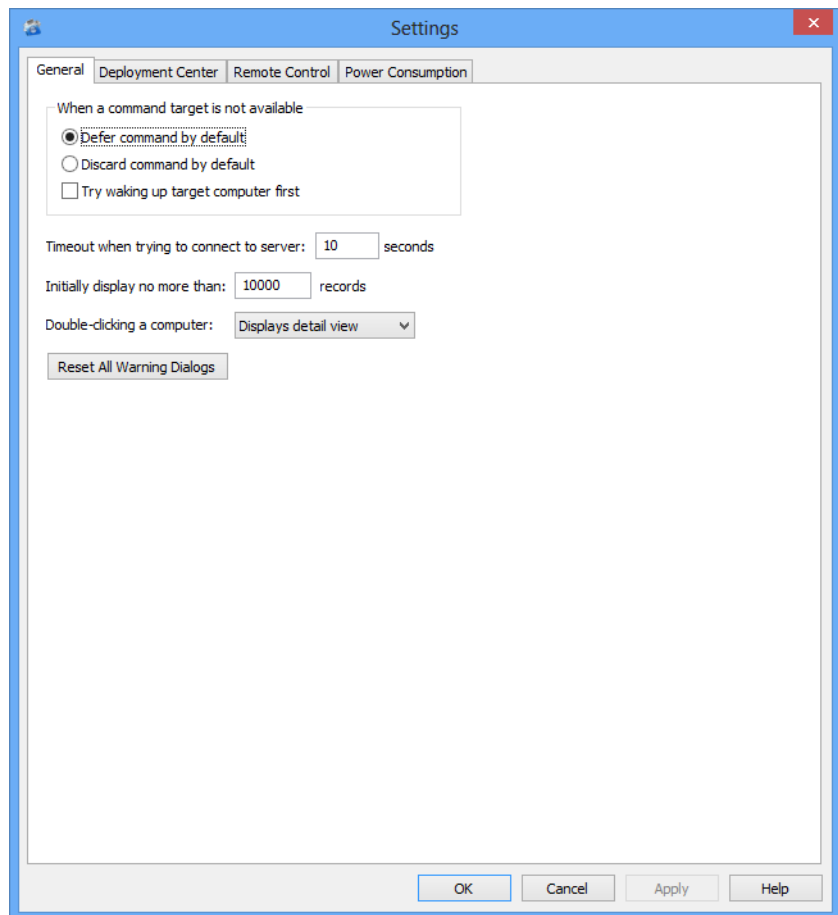 Settings
General Deployment Center Remote Control Power Consumption
When a command target is not available
Defer command by default
Discard command by default
Try waking up target computer first
Timeout when trying to connect to server: 10 seconds
Initially display no more than: 10000 records
Double-clicking a computer: Displays detail view
Reset All Warning Dialogs
OK Cancel Apply Help